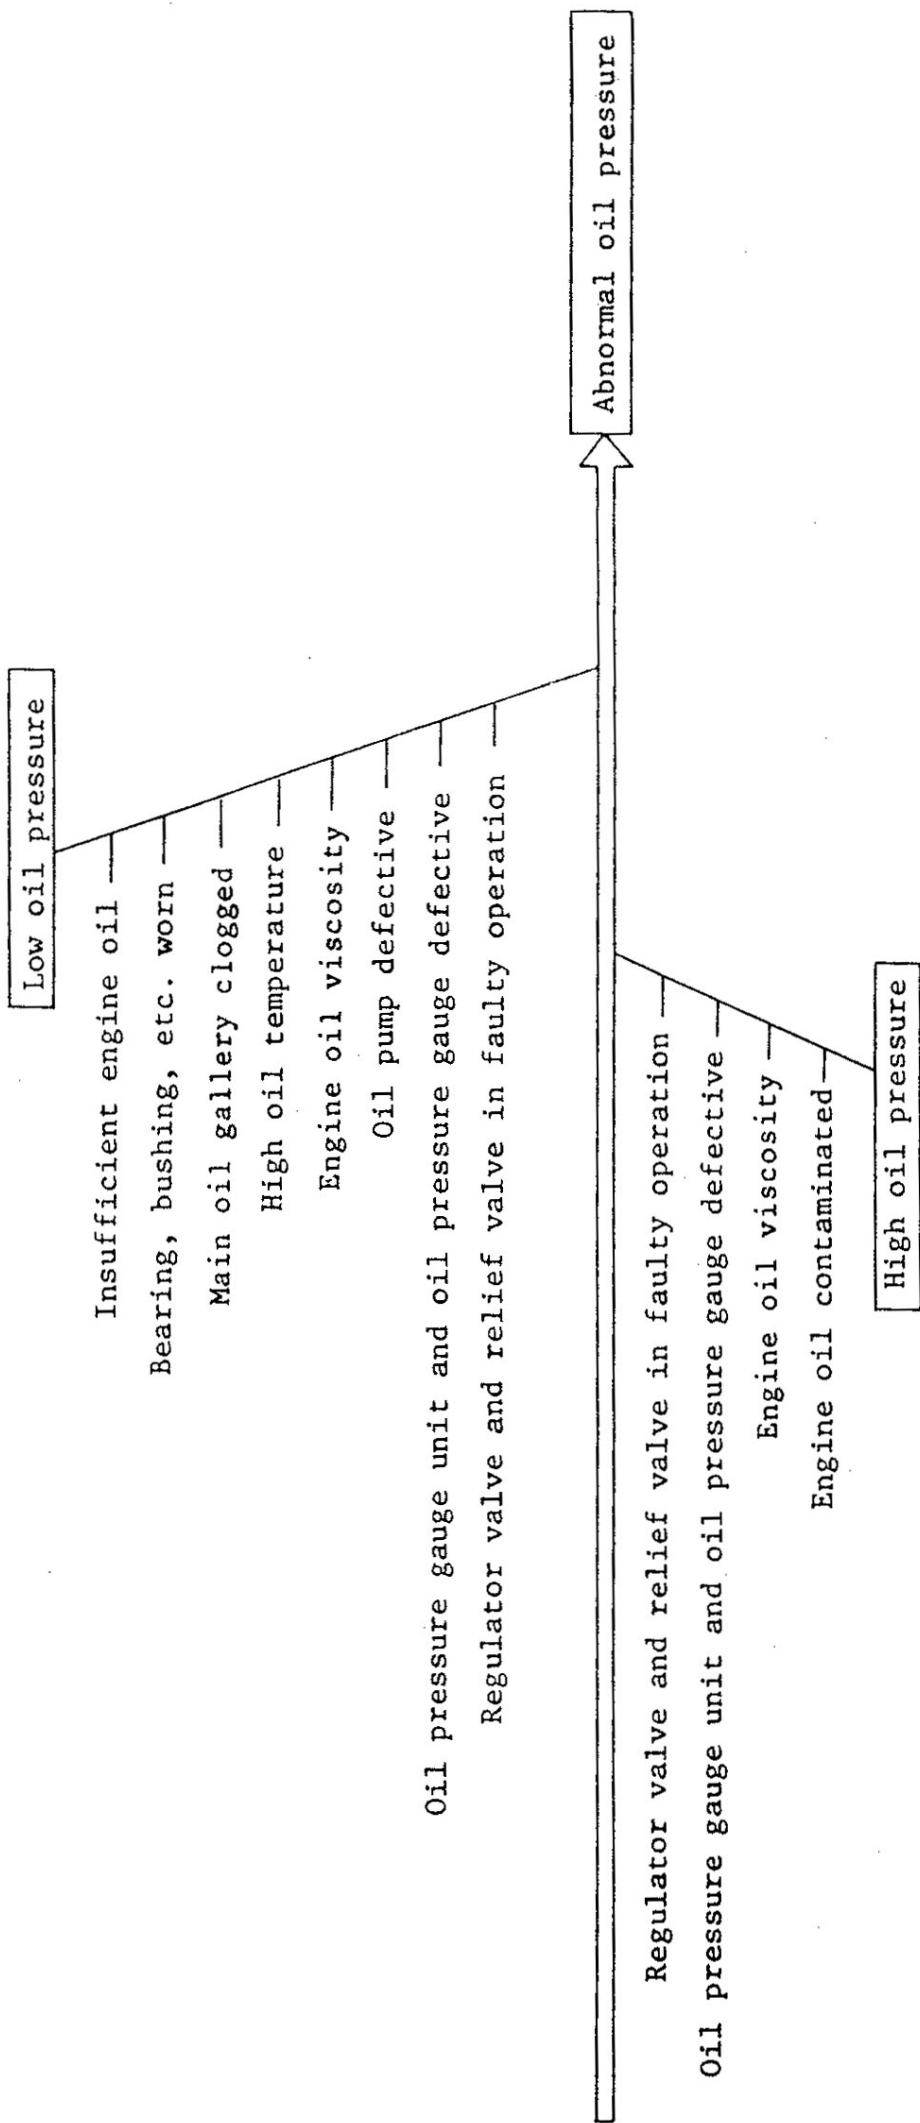 Low oil pressure
Insufficient engine oil
Bearing, bushing, etc. worn
Main oil gallery clogged
High oil temperature
Engine oil viscosity
Oil pump defective
Oil pressure gauge unit and oil pressure gauge defective
Regulator valve and relief valve in faulty operation
Abnormal oil pressure
Regulator valve and relief valve in faulty operation
Oil pressure gauge unit and oil pressure gauge defective
Engine oil viscosity
Engine oil contaminated
High oil pressure